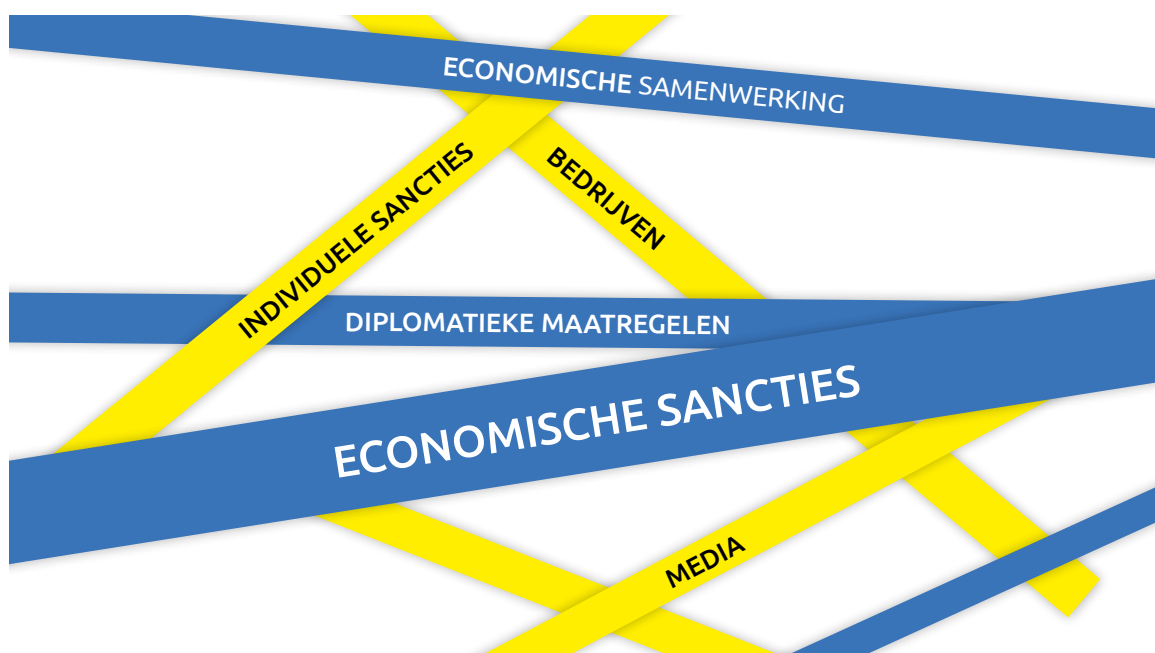 ECONOMISCHE SAMENWERKING
INDIVIDUELE SANCTIES
BEDRIJVEN
DIPLOMATIEKE MAATREGELEN
ECONOMISCHE SANCTIES
MEDIA